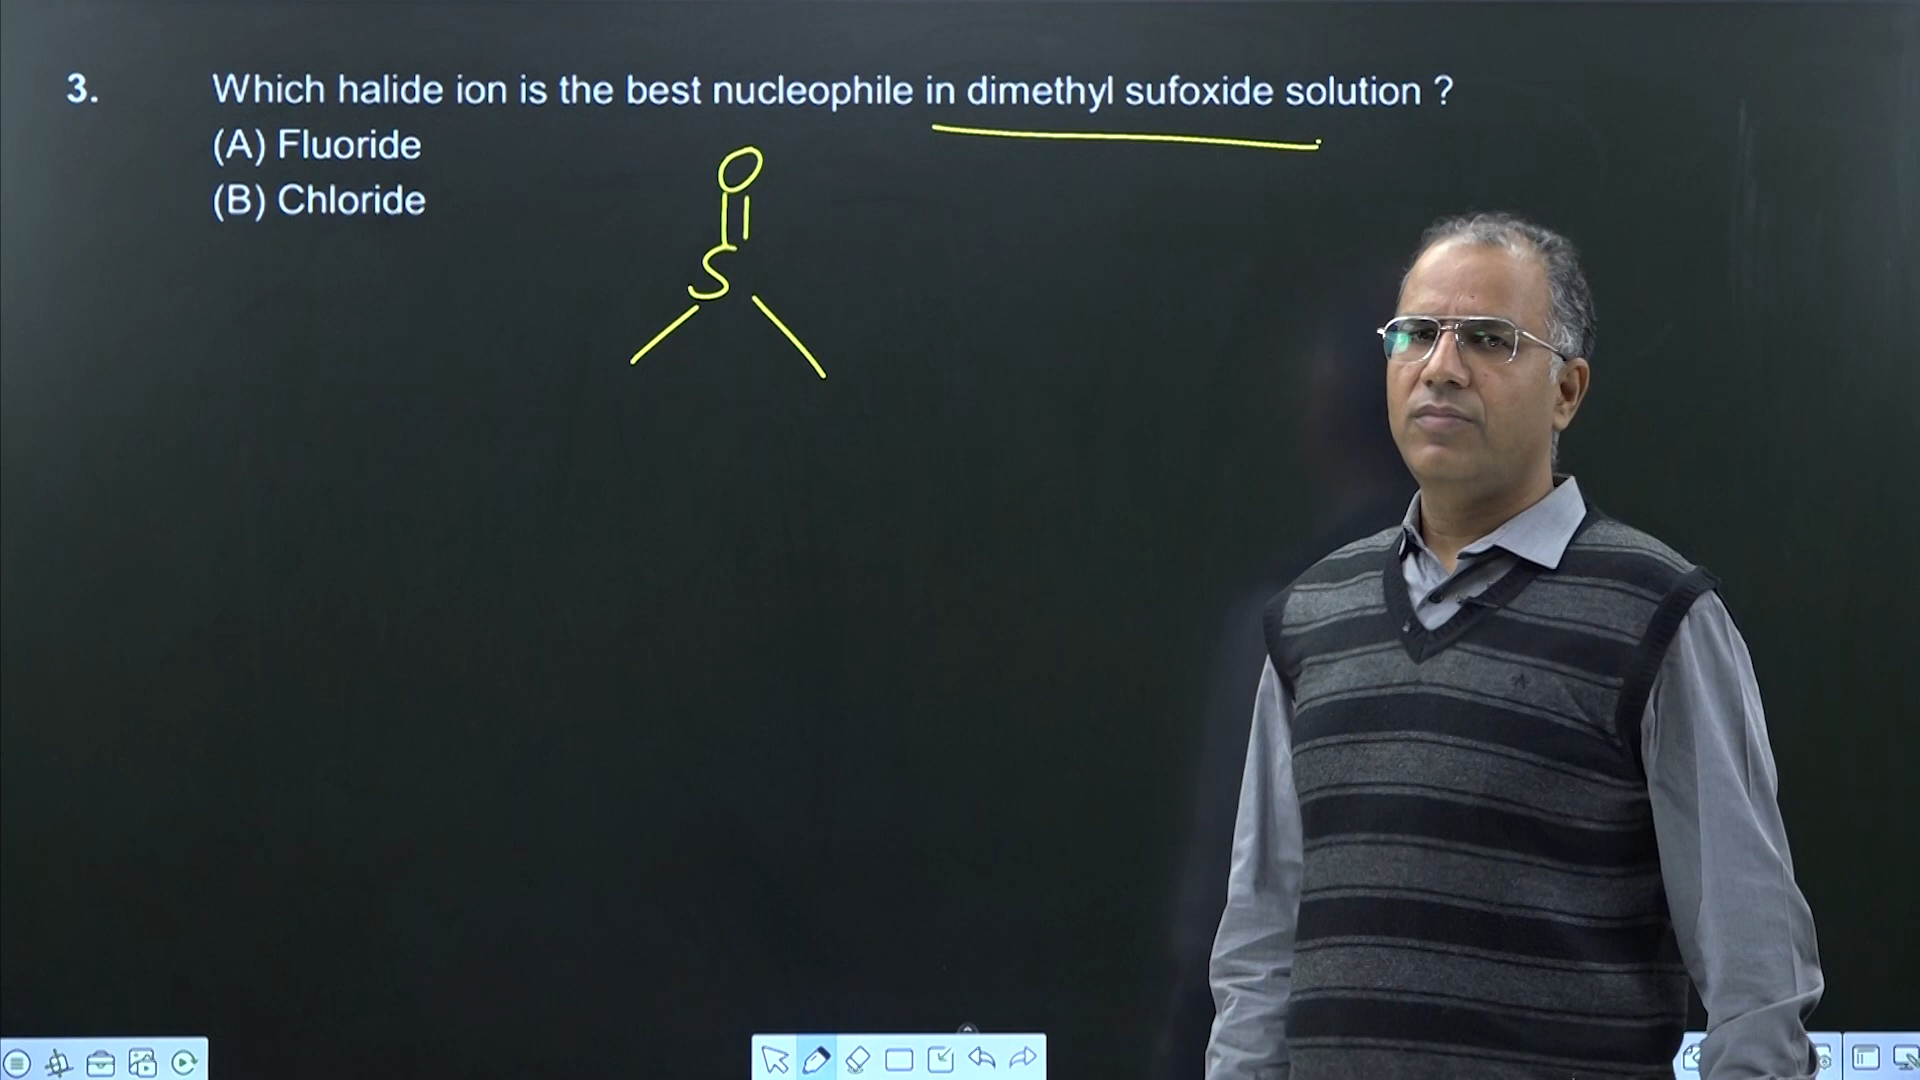 3. Which halide ion is the best nucleophile in dimethyl sufoxide solution ?
(A) Fluoride
(B) Chloride
O
S